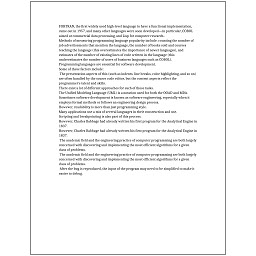 FORTRAN, the first widely used high-level language to have a functional implementation,
came out in 1957, and many other languages were soon developed—in particular, COBOL
aimed at commercial data processing, and Lisp for computer research.
Methods of measuring programming language popularity include: counting the number of
job advertisements that mention the language, the number of books sold and courses
teaching the language (this overestimates the importance of newer languages), and
estimates of the number of existing lines of code written in the language (this
underestimates the number of users of business languages such as COBOL).
Programming languages are essential for software development.
Some of these factors include:
The presentation aspects of this (such as indents, line breaks, color highlighting, and so on)
are often handled by the source code editor, but the content aspects reflect the
programmer's talent and skills.
There exist a lot of different approaches for each of those tasks.
The Unified Modeling Language (UML) is a notation used for both the OOAD and MDA.
Sometimes software development is known as software engineering, especially when it
employs formal methods or follows an engineering design process.
However, readability is more than just programming style.
Many applications use a mix of several languages in their construction and use.
Scripting and breakpointing is also part of this process.
However, Charles Babbage had already written his first program for the Analytical Engine in
1837.
However, Charles Babbage had already written his first program for the Analytical Engine in
1837.
The academic field and the engineering practice of computer programming are both largely
concerned with discovering and implementing the most efficient algorithms for a given
class of problems.
The academic field and the engineering practice of computer programming are both largely
concerned with discovering and implementing the most efficient algorithms for a given
class of problems.
After the bug is reproduced, the input of the program may need to be simplified to make it
easier to debug.